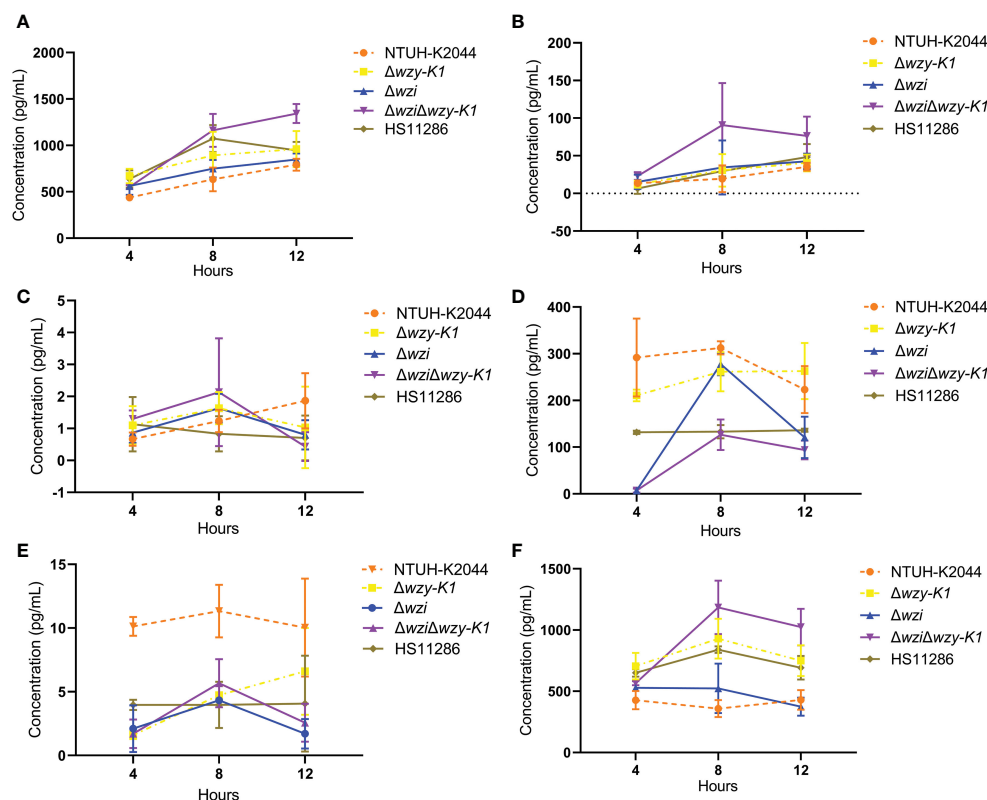 A
Concentration (pg/mL)
2000
1500
1000
500
0
4
8
12
Hours
NTUH-K2044
Δwzy-K1
Δwzi
ΔwziΔwzy-K1
HS11286
B
Concentration (pg/mL)
200
150
100
50
0
-50
4
8
12
Hours
NTUH-K2044
Δwzy-K1
Δwzi
ΔwziΔwzy-K1
HS11286
C
Concentration (pg/mL)
5
4
3
2
1
0
-1
4
8
12
Hours
NTUH-K2044
Δwzy-K1
Δwzi
ΔwziΔwzy-K1
HS11286
D
Concentration (pg/mL)
400
300
200
100
0
4
8
12
Hours
NTUH-K2044
Δwzy-K1
Δwzi
ΔwziΔwzy-K1
HS11286
E
Concentration (pg/mL)
15
10
5
0
4
8
12
Hours
NTUH-K2044
Δwzy-K1
Δwzi
ΔwziΔwzy-K1
HS11286
F
Concentration (pg/mL)
1500
1000
500
0
4
8
12
Hours
NTUH-K2044
Δwzy-K1
Δwzi
ΔwziΔwzy-K1
HS11286